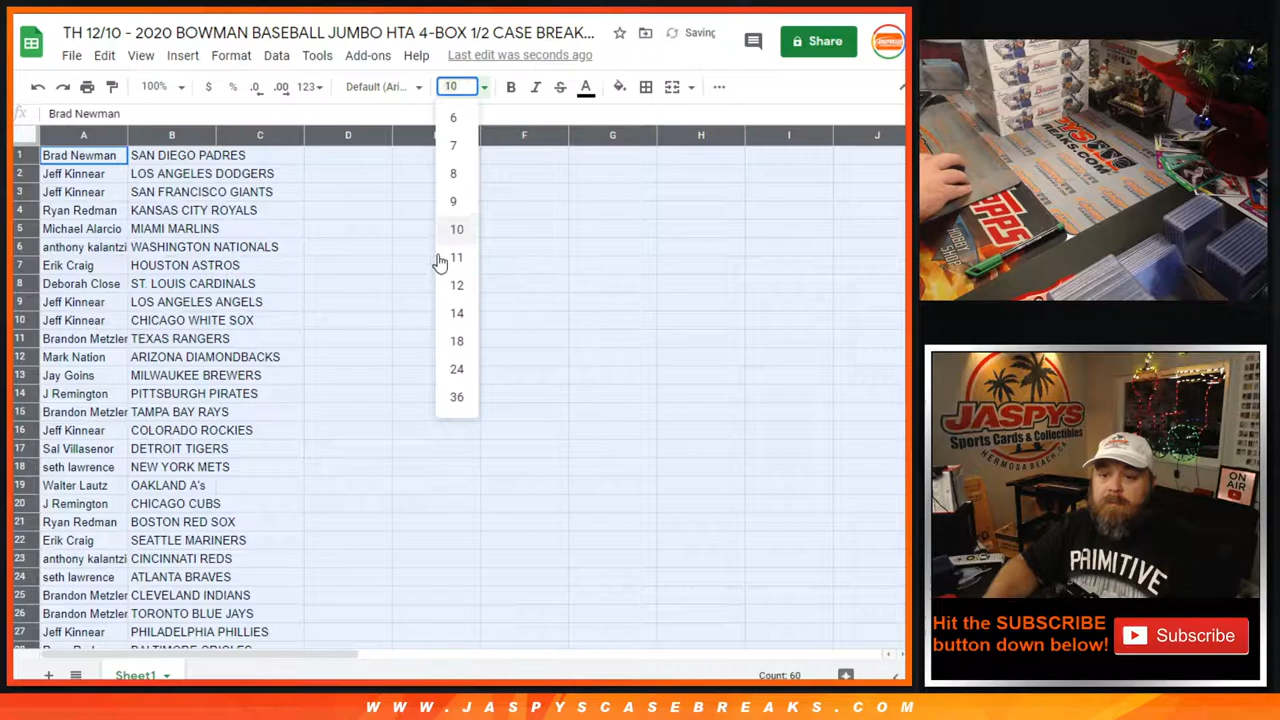 TH 12/10 - 2020 BOWMAN BASEBALL JUMBO HTA 4-BOX 1/2 CASE BREAK...
Saving
Share
File Edit View Insert Format Data Tools Add-ons Help Last edit was seconds ago
100% $ % .0 .00 123 Default (Ari... 10 B I S A
fx Brad Newman
A B C D F G H I J
1 Brad Newman SAN DIEGO PADRES
2 Jeff Kinnear LOS ANGELES DODGERS
3 Jeff Kinnear SAN FRANCISCO GIANTS
4 Ryan Redman KANSAS CITY ROYALS
5 Michael Alarcio MIAMI MARLINS
6 anthony kalantzi WASHINGTON NATIONALS
7 Erik Craig HOUSTON ASTROS
8 Deborah Close ST. LOUIS CARDINALS
9 Jeff Kinnear LOS ANGELES ANGELS
10 Jeff Kinnear CHICAGO WHITE SOX
11 Brandon Metzler TEXAS RANGERS
12 Mark Nation ARIZONA DIAMONDBACKS
13 Jay Goins MILWAUKEE BREWERS
14 J Remington PITTSBURGH PIRATES
15 Brandon Metzler TAMPA BAY RAYS
16 Jeff Kinnear COLORADO ROCKIES
17 Sal Villasenor DETROIT TIGERS
18 seth lawrence NEW YORK METS
19 Walter Lautz OAKLAND A's
20 J Remington CHICAGO CUBS
21 Ryan Redman BOSTON RED SOX
22 Erik Craig SEATTLE MARINERS
23 anthony kalantzi CINCINNATI REDS
24 seth lawrence ATLANTA BRAVES
25 Brandon Metzler CLEVELAND INDIANS
26 Brandon Metzler TORONTO BLUE JAYS
27 Jeff Kinnear PHILADELPHIA PHILLIES
6
7
8
9
10
11
12
14
18
24
36
Sheet1
Count: 60
JASPYS
BREAKS.COM
TOPPS
HOBBY
SHOP
JASPYS
Sports Cards & Collectibles
HERMOSA BEACH, CA
ON
AIR
PRIMITIVE
Hit the SUBSCRIBE
button down below!
Subscribe
WWW.JASPYSCASEBREAKS.COM